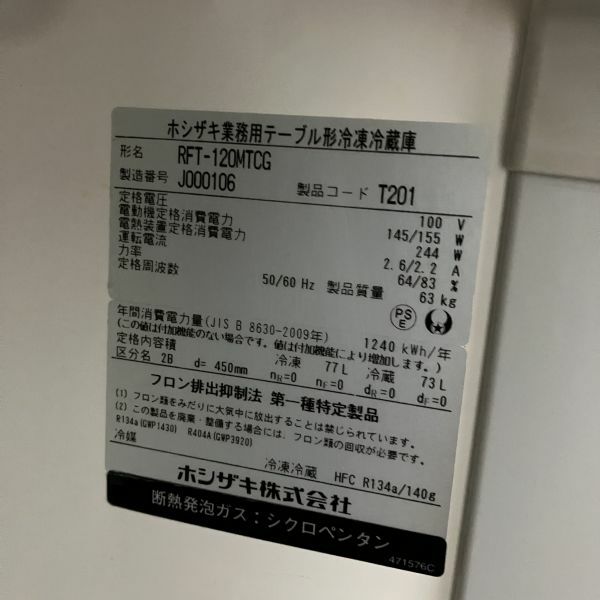 ホシザキ業務用テーブル形冷凍冷蔵庫
形名 RFT-120MTCG
製造番号 J000106 製品コード T201
定格電圧 100 V
電動機定格消費電力 145/155 W
電熱装置定格消費電力 244 W
運転電流 2.6/2.2 A
力率 64/83 %
定格周波数 50/60 Hz 製品質量 63 kg
PS E
年間消費電力量(JIS B 8630-2009年) 1240 kWh/年
(この値は付加機能のない場合です。値は付加機能により増加します。)
定格内容積 冷凍 77L 冷蔵 73L
区分名 2B d= 450mm nR=0 nF=0 dR=0 dF=0
フロン排出抑制法 第一種特定製品
(1) フロン類をみだりに大気中に放出することは禁じられています。
(2) この製品を廃棄・整備する場合には、フロン類の回収が必要です。
R134a(GWP1430) R404A(GWP3920)
冷媒 冷凍冷蔵 HFC R134a/140g
ホシザキ株式会社
断熱発泡ガス：シクロペンタン
471576C